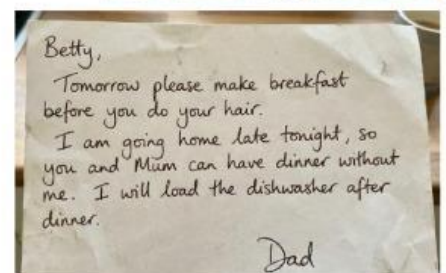 Betty,
Tomorrow please make breakfast
before you do your hair.
I am going home late tonight, so
you and Mum can have dinner without
me. I will load the dishwasher after
dinner.
Dad